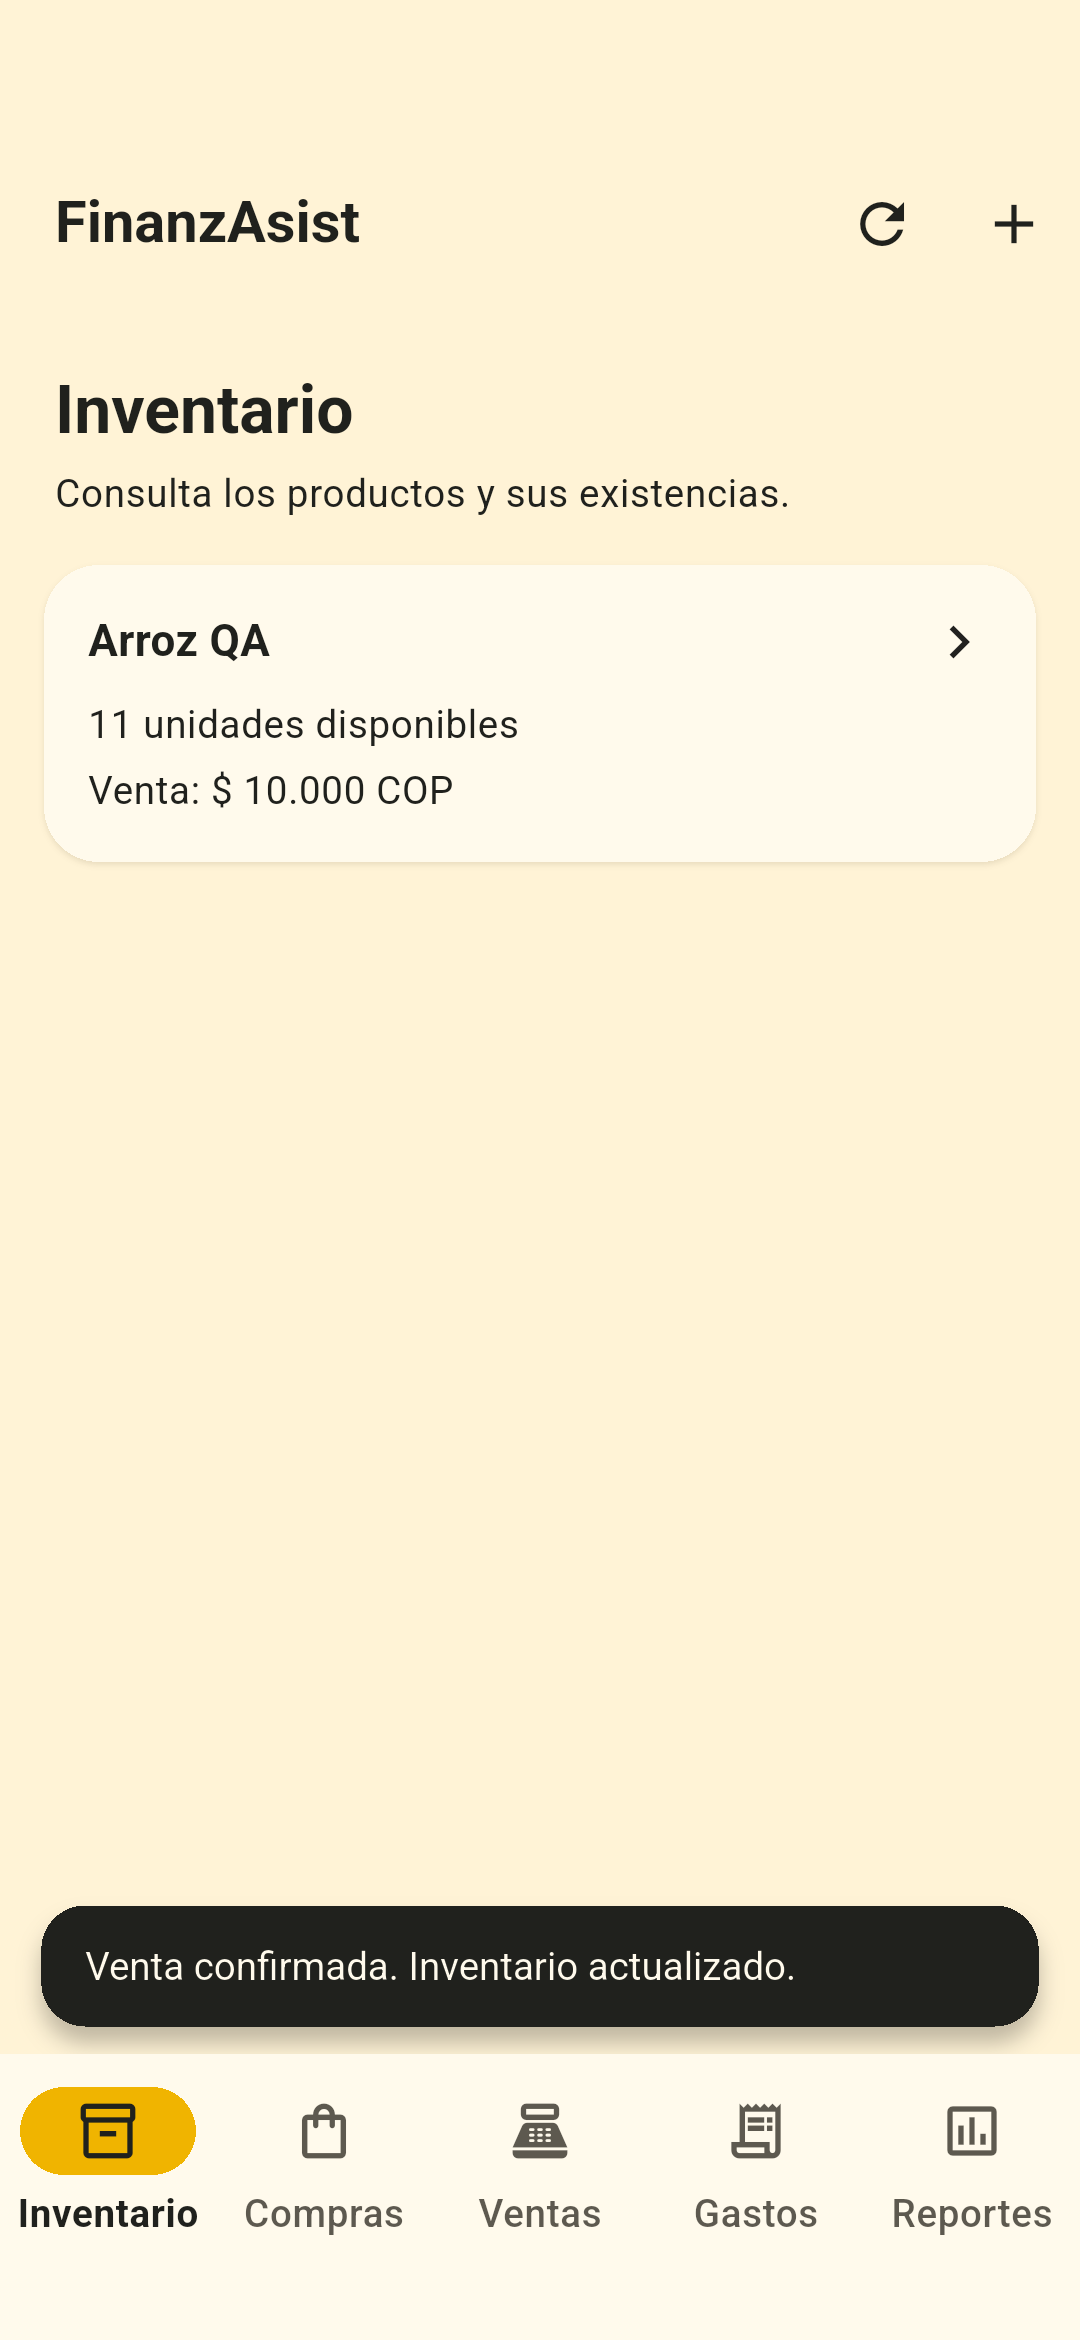 FinanzAsist
Inventario
Consulta los productos y sus existencias.
Arroz QA
11 unidades disponibles
Venta: $ 10.000 COP
Venta confirmada. Inventario actualizado.
Inventario
Compras
Ventas
Gastos
Reportes